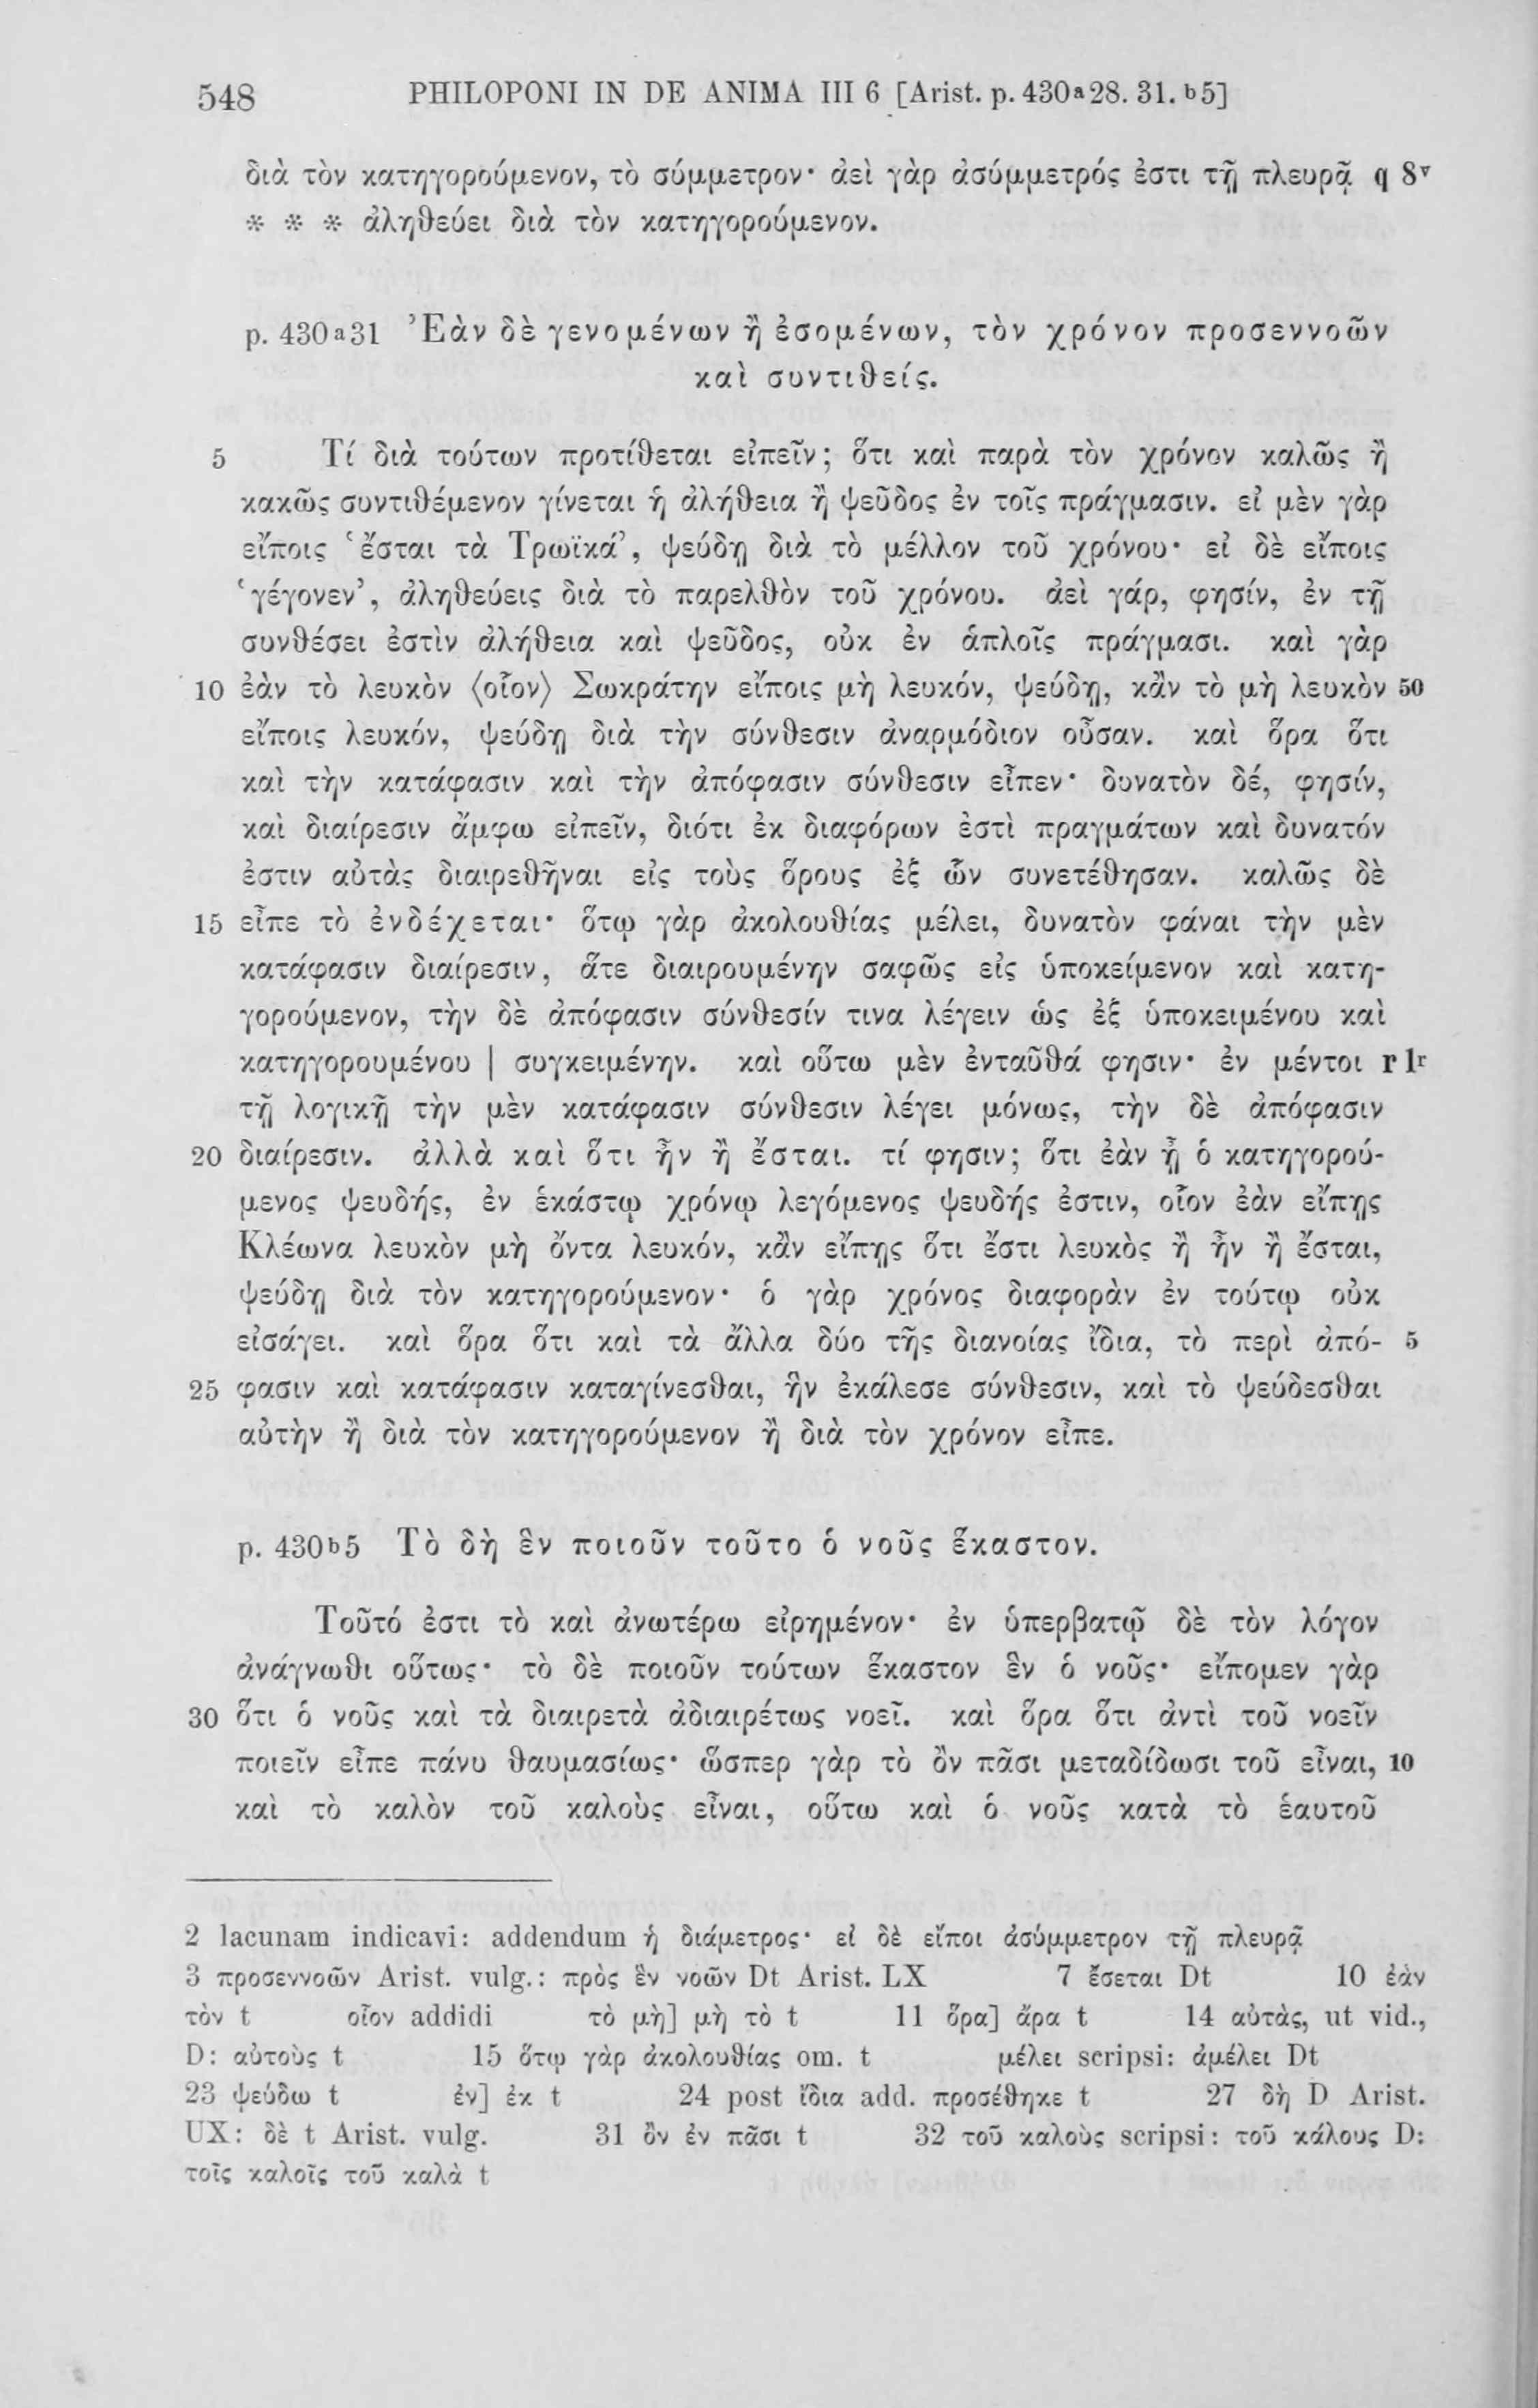 548 PHILOPONI IN DE ANIMA III 6 [Arist. p. 430a28. 31. b5]
διὰ τὸν κατηγορούμενον, τὸ σύμμετρον· ἀεὶ γὰρ ἀσύμμετρός ἐστι τῇ πλευρᾷ q 8v
* * * ἀληθεύει διὰ τὸν κατηγορούμενον.
p. 430a31 Ἐὰν δὲ γενομένων ἢ ἐσομένων, τὸν χρόνον προσεννοῶν
καὶ συντιθείς.
5 Τί διὰ τούτων προτίθεται εἰπεῖν; ὅτι καὶ παρὰ τὸν χρόνον καλῶς ἢ
κακῶς συντιθέμενον γίνεται ἡ ἀλήθεια ἢ ψεῦδος ἐν τοῖς πράγμασιν. εἰ μὲν γὰρ
εἴποις ‘ἔσται τὰ Τρωϊκά’, ψεύδῃ διὰ τὸ μέλλον τοῦ χρόνου· εἰ δὲ εἴποις
‘γέγονεν’, ἀληθεύεις διὰ τὸ παρελθὸν τοῦ χρόνου. ἀεὶ γάρ, φησίν, ἐν τῇ
συνθέσει ἐστὶν ἀλήθεια καὶ ψεῦδος, οὐκ ἐν ἁπλοῖς πράγμασι. καὶ γὰρ
10 ἐὰν τὸ λευκὸν ⟨οἷον⟩ Σωκράτην εἴποις μὴ λευκόν, ψεύδῃ, κἂν τὸ μὴ λευκὸν 50
εἴποις λευκόν, ψεύδῃ διὰ τὴν σύνθεσιν ἀναρμόδιον οὖσαν. καὶ ὅρα ὅτι
καὶ τὴν κατάφασιν καὶ τὴν ἀπόφασιν σύνθεσιν εἶπεν· δυνατὸν δέ, φησίν,
καὶ διαίρεσιν ἄμφω εἰπεῖν, διότι ἐκ διαφόρων ἐστὶ πραγμάτων καὶ δυνατόν
ἐστιν αὐτὰς διαιρεθῆναι εἰς τοὺς ὅρους ἐξ ὧν συνετέθησαν. καλῶς δὲ
15 εἶπε τὸ ἐνδέχεται· ὅτῳ γὰρ ἀκολουθίας μέλει, δυνατὸν φάναι τὴν μὲν
κατάφασιν διαίρεσιν, ἅτε διαιρουμένην σαφῶς εἰς ὑποκείμενον καὶ κατη-
γορούμενον, τὴν δὲ ἀπόφασιν σύνθεσίν τινα λέγειν ὡς ἐξ ὑποκειμένου καὶ
κατηγορουμένου | συγκειμένην. καὶ οὕτω μὲν ἐνταῦθά φησιν· ἐν μέντοι r 1r
τῇ λογικῇ τὴν μὲν κατάφασιν σύνθεσιν λέγει μόνως, τὴν δὲ ἀπόφασιν
20 διαίρεσιν. ἀλλὰ καὶ ὅτι ἦν ἢ ἔσται. τί φησιν; ὅτι ἐὰν ᾖ ὁ κατηγορού-
μενος ψευδής, ἐν ἑκάστῳ χρόνῳ λεγόμενος ψευδής ἐστιν, οἷον ἐὰν εἴπῃς
Κλέωνα λευκὸν μὴ ὄντα λευκόν, κἂν εἴπῃς ὅτι ἔστι λευκὸς ἢ ἦν ἢ ἔσται,
ψεύδῃ διὰ τὸν κατηγορούμενον· ὁ γὰρ χρόνος διαφορὰν ἐν τούτῳ οὐκ
εἰσάγει. καὶ ὅρα ὅτι καὶ τὰ ἄλλα δύο τῆς διανοίας ἴδια, τὸ περὶ ἀπό- 5
25 φασιν καὶ κατάφασιν καταγίνεσθαι, ἣν ἐκάλεσε σύνθεσιν, καὶ τὸ ψεύδεσθαι
αὐτὴν ἢ διὰ τὸν κατηγορούμενον ἢ διὰ τὸν χρόνον εἶπε.
p. 430b5 Τὸ δὴ ἓν ποιοῦν τοῦτο ὁ νοῦς ἕκαστον.
Τοῦτό ἐστι τὸ καὶ ἀνωτέρω εἰρημένον· ἐν ὑπερβατῷ δὲ τὸν λόγον
ἀνάγνωθι οὕτως· τὸ δὲ ποιοῦν τούτων ἕκαστον ἓν ὁ νοῦς· εἴπομεν γὰρ
30 ὅτι ὁ νοῦς καὶ τὰ διαιρετὰ ἀδιαιρέτως νοεῖ. καὶ ὅρα ὅτι ἀντὶ τοῦ νοεῖν
ποιεῖν εἶπε πάνυ θαυμασίως· ὥσπερ γὰρ τὸ ὂν πᾶσι μεταδίδωσι τοῦ εἶναι, 10
καὶ τὸ καλὸν τοῦ καλοὺς εἶναι, οὕτω καὶ ὁ νοῦς κατὰ τὸ ἑαυτοῦ
2 lacunam indicavi: addendum ἡ διάμετρος· εἰ δὲ εἴποι ἀσύμμετρον τῇ πλευρᾷ
3 προσεννοῶν Arist. vulg.: πρὸς ἓν νοῶν Dt Arist. LX 7 ἔσεται Dt 10 ἐὰν
τὸν t οἷον addidi τὸ μὴ] μὴ τὸ t 11 ὅρα] ἄρα t 14 αὐτὰς, ut vid.,
D: αὐτοὺς t 15 ὅτῳ γὰρ ἀκολουθίας om. t μέλει scripsi: ἀμέλει Dt
23 ψεύδω t ἐν] ἐκ t 24 post ἴδια add. προσέθηκε t 27 δὴ D Arist.
UX: δὲ t Arist. vulg. 31 ὂν ἐν πᾶσι t 32 τοῦ καλοὺς scripsi: τοῦ κάλους D:
τοῖς καλοῖς τοῦ καλὰ t